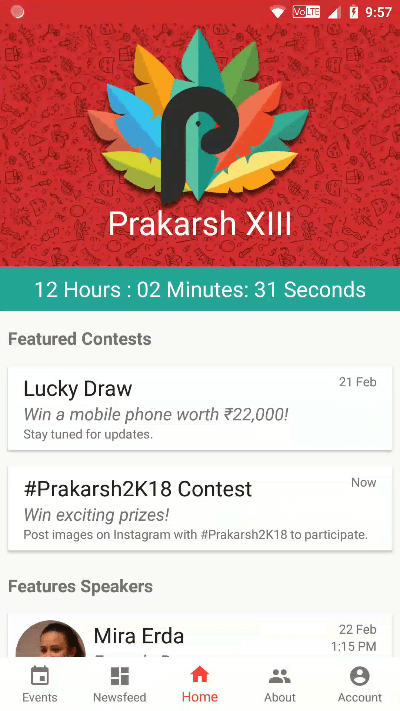 VoLTE 9:57
Prakarsh XIII
12 Hours : 02 Minutes: 31 Seconds
Featured Contests
Lucky Draw 21 Feb
Win a mobile phone worth ₹22,000!
Stay tuned for updates.
#Prakarsh2K18 Contest Now
Win exciting prizes!
Post images on Instagram with #Prakarsh2K18 to participate.
Features Speakers
Mira Erda 22 Feb
1:15 PM
Events Newsfeed Home About Account